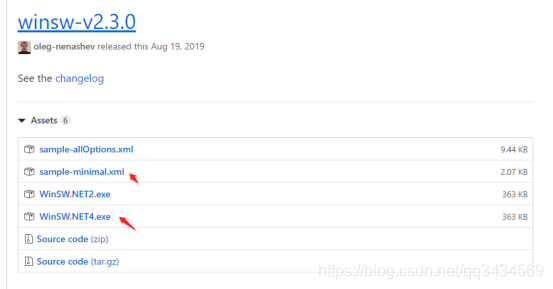 winsw-v2.3.0
oleg-nenashev released this Aug 19, 2019
See the changelog
Assets 6
sample-allOptions.xml 9.44 KB
sample-minimal.xml 2.07 KB
WinSW.NET2.exe 363 KB
WinSW.NET4.exe 363 KB
Source code (zip)
Source code (tar.gz)
https://blog.csdn.net/qq3434569